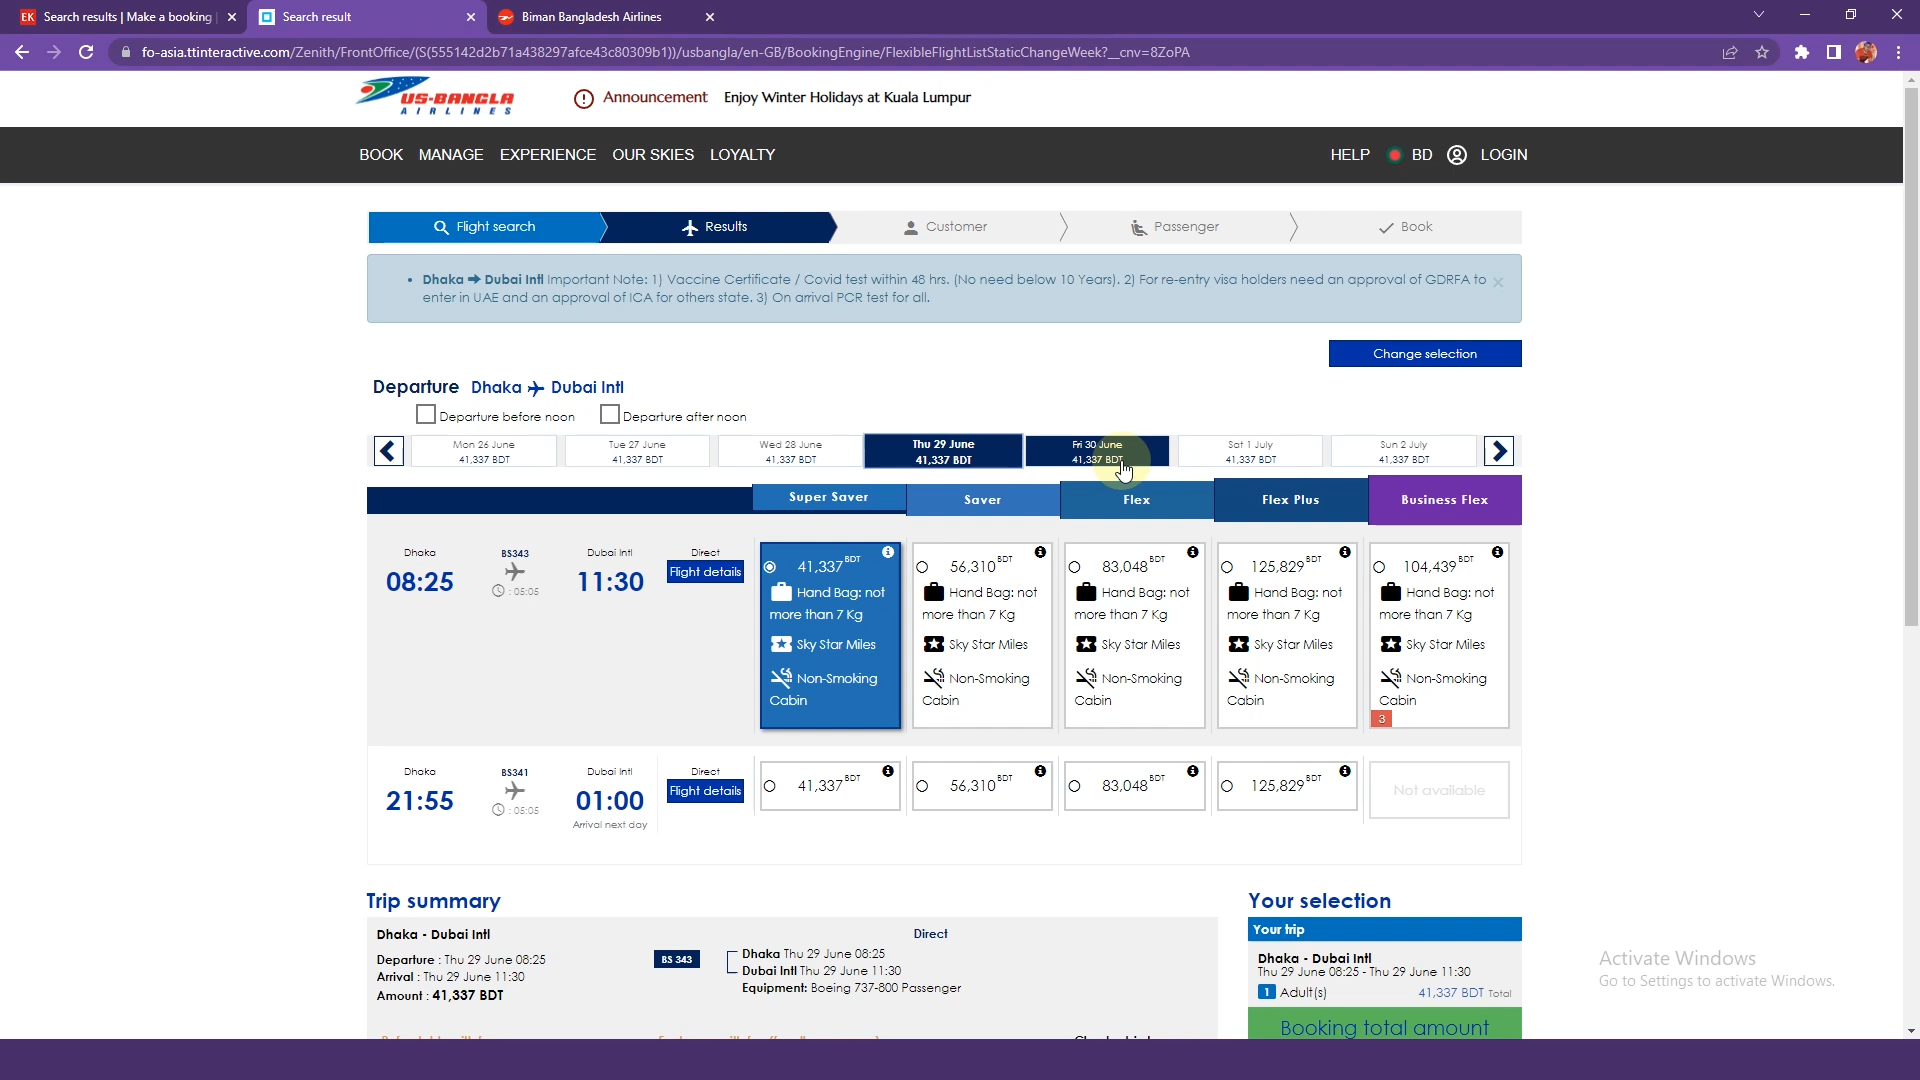 EK Search results | Make a booking
Search result
Biman Bangladesh Airlines
fo-asia.ttinteractive.com/Zenith/FrontOffice/(S(555142d2b71a438297afce43c80309b1))/usbangla/en-GB/BookingEngine/FlexibleFlightListStaticChangeWeek?__cnv=8ZoPA
US-BANGLA
AIRLINES
Announcement Enjoy Winter Holidays at Kuala Lumpur
BOOK MANAGE EXPERIENCE OUR SKIES LOYALTY HELP BD LOGIN
Flight search Results Customer Passenger Book
• Dhaka ➔ Dubai Intl Important Note: 1) Vaccine Certificate / Covid test within 48 hrs. (No need below 10 Years). 2) For re-entry visa holders need an approval of GDRFA to
enter in UAE and an approval of ICA for others state. 3) On arrival PCR test for all.
Change selection
Departure Dhaka Dubai Intl
Departure before noon Departure after noon
Mon 26 June Tue 27 June Wed 28 June Thu 29 June Fri 30 June Sat 1 July Sun 2 July
41,337 BDT 41,337 BDT 41,337 BDT 41,337 BDT 41,337 BDT 41,337 BDT 41,337 BDT
Super Saver Saver Flex Flex Plus Business Flex
Dhaka BS343 Dubai Intl Direct
08:25 11:30 Flight details
: 05:05
41,337 BDT 56,310 BDT 83,048 BDT 125,829 BDT 104,439 BDT
Hand Bag: not Hand Bag: not Hand Bag: not Hand Bag: not Hand Bag: not
more than 7 Kg more than 7 Kg more than 7 Kg more than 7 Kg more than 7 Kg
Sky Star Miles Sky Star Miles Sky Star Miles Sky Star Miles Sky Star Miles
Non-Smoking Non-Smoking Non-Smoking Non-Smoking Non-Smoking
Cabin Cabin Cabin Cabin Cabin
3
Dhaka BS341 Dubai Intl Direct
21:55 01:00 Flight details
: 05:05
Arrival next day
41,337 BDT 56,310 BDT 83,048 BDT 125,829 BDT Not available
Trip summary
Dhaka - Dubai Intl Direct
Departure : Thu 29 June 08:25
Arrival : Thu 29 June 11:30
Amount : 41,337 BDT
BS 343
Dhaka Thu 29 June 08:25
Dubai Intl Thu 29 June 11:30
Equipment: Boeing 737-800 Passenger
Your selection
Your trip
Dhaka - Dubai Intl
Thu 29 June 08:25 - Thu 29 June 11:30
1 Adult(s) 41,337 BDT Total
Booking total amount
Activate Windows
Go to Settings to activate Windows.